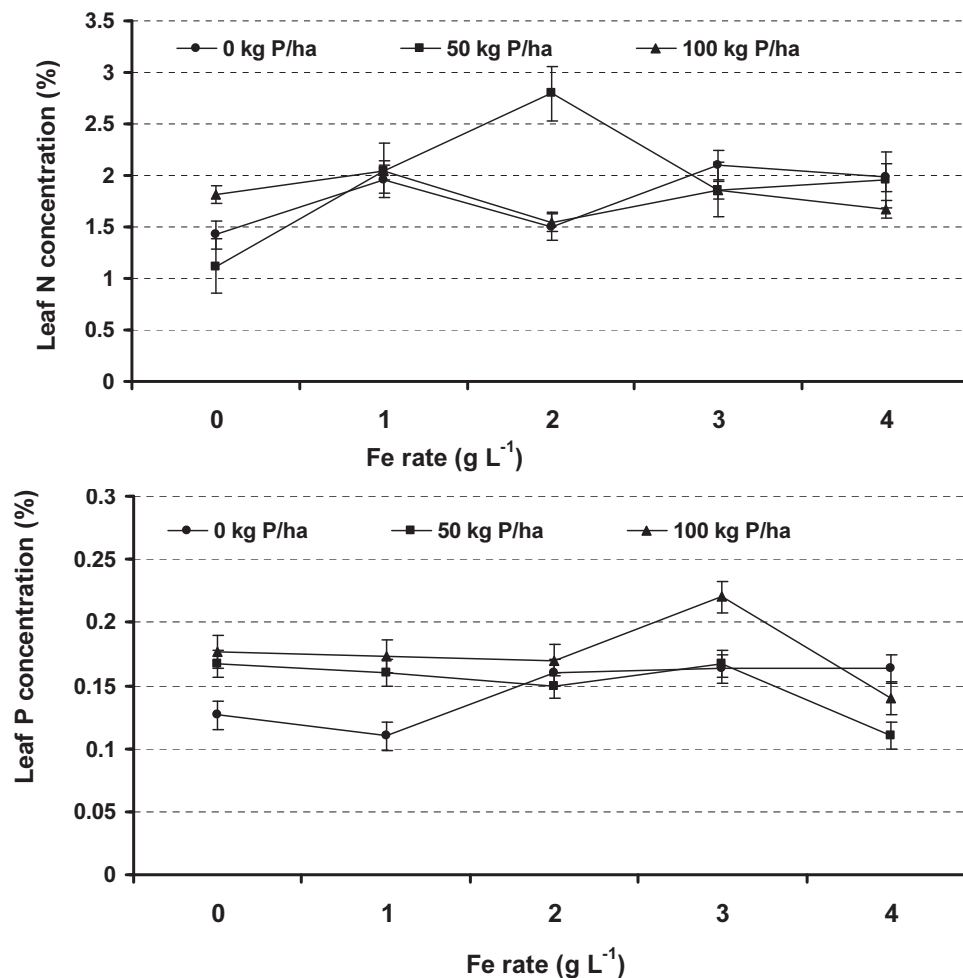 3.5
0 kg P/ha 50 kg P/ha 100 kg P/ha
3
2.5
2
1.5
1
0.5
0
Leaf N concentration (%)
0 1 2 3 4
Fe rate (g L⁻¹)
0.3
0 kg P/ha 50 kg P/ha 100 kg P/ha
0.25
0.2
0.15
0.1
0.05
0
Leaf P concentration (%)
0 1 2 3 4
Fe rate (g L⁻¹)